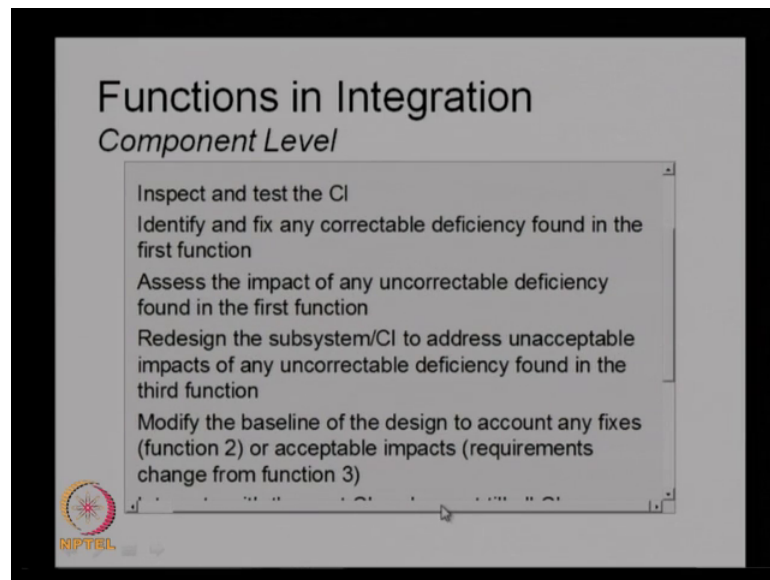 Functions in Integration
Component Level
Inspect and test the CI
Identify and fix any correctable deficiency found in the
first function
Assess the impact of any uncorrectable deficiency
found in the first function
Redesign the subsystem/CI to address unacceptable
impacts of any uncorrectable deficiency found in the
third function
Modify the baseline of the design to account any fixes
(function 2) or acceptable impacts (requirements
change from function 3)
NPTEL